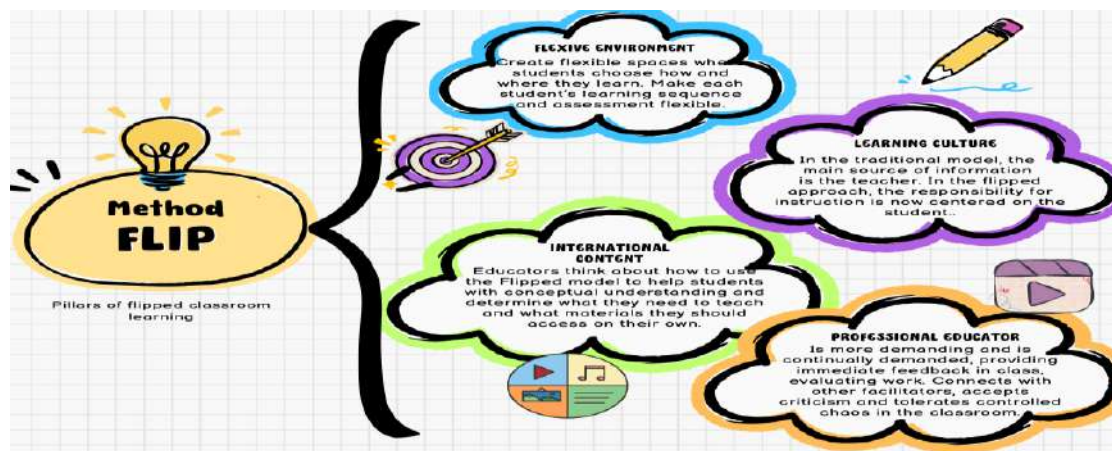 Method
FLIP
Pillars of flipped classroom
learning
FLEXIVE ENVIRONMENT
Create flexible spaces where
students choose how and
where they learn. Make each
student's learning sequence
and assessment flexible.
LEARNING CULTURE
In the traditional model, the
main source of information
is the teacher. In the flipped
approach, the responsibility for
instruction is now centered on the
student..
INTERNATIONAL
CONTENT
Educators think about how to use
the Flipped model to help students
with conceptual understanding and
determine what they need to teach
and what materials they should
access on their own.
PROFESSIONAL EDUCATOR
Is more demanding and is
continually demanded, providing
immediate feedback in class,
evaluating work. Connects with
other facilitators, accepts
criticism and tolerates controlled
chaos in the classroom.